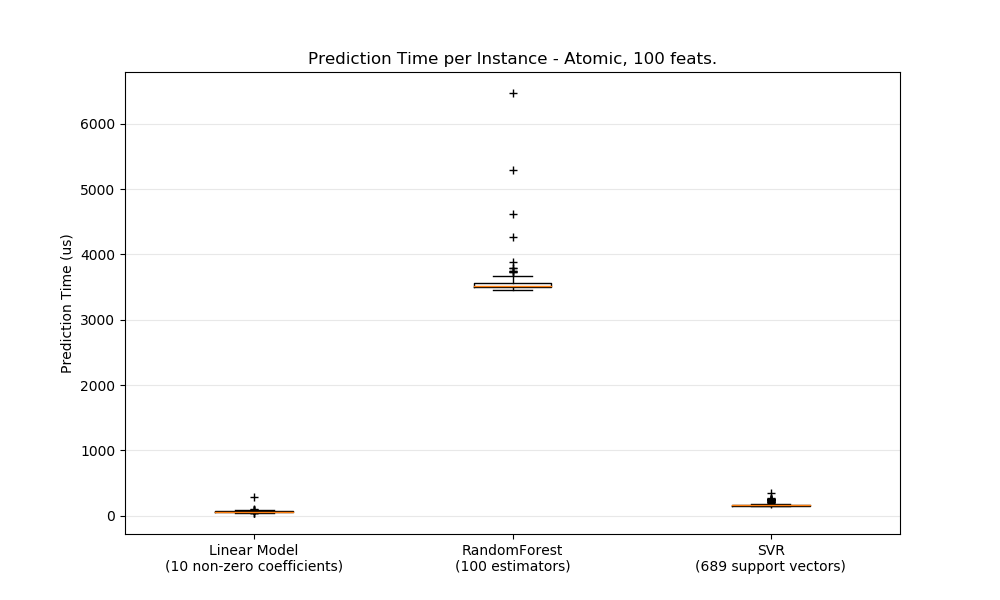 Prediction Time per Instance - Atomic, 100 feats.
6000
5000
4000
3000
2000
1000
0
Prediction Time (us)
Linear Model
(10 non-zero coefficients)
RandomForest
(100 estimators)
SVR
(689 support vectors)